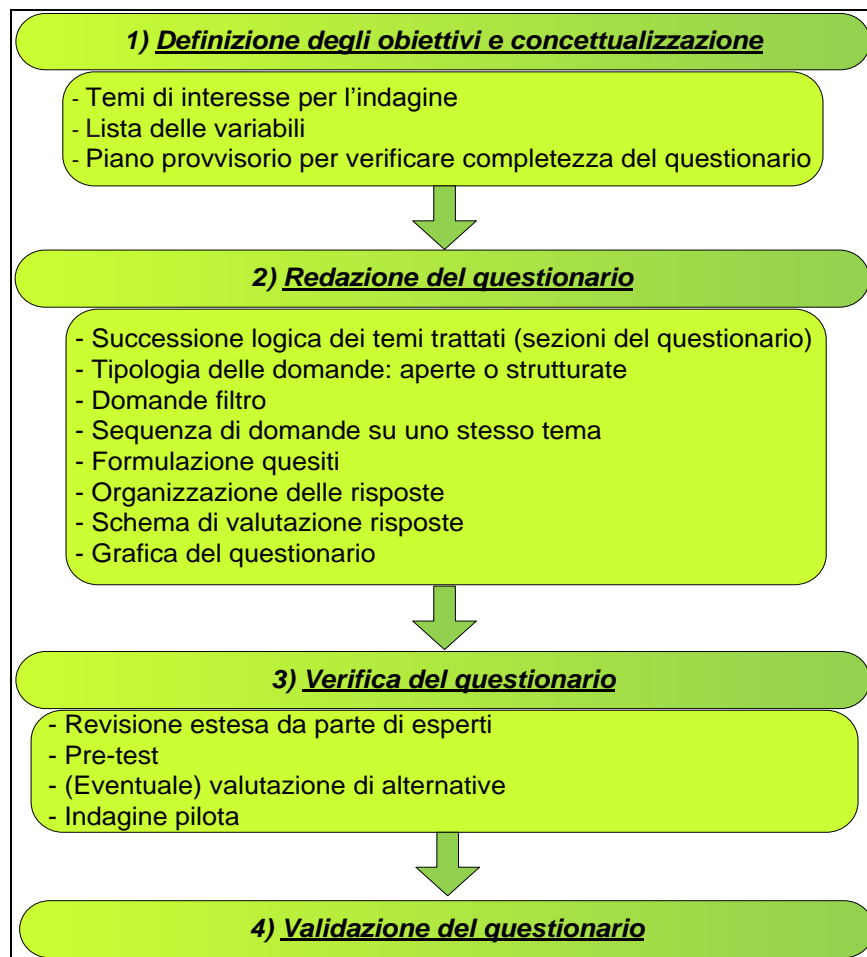 1) Definizione degli obiettivi e concettualizzazione
- Temi di interesse per l'indagine
- Lista delle variabili
- Piano provvisorio per verificare completezza del questionario
2) Redazione del questionario
- Successione logica dei temi trattati (sezioni del questionario)
- Tipologia delle domande: aperte o strutturate
- Domande filtro
- Sequenza di domande su uno stesso tema
- Formulazione quesiti
- Organizzazione delle risposte
- Schema di valutazione risposte
- Grafica del questionario
3) Verifica del questionario
- Revisione estesa da parte di esperti
- Pre-test
- (Eventuale) valutazione di alternative
- Indagine pilota
4) Validazione del questionario